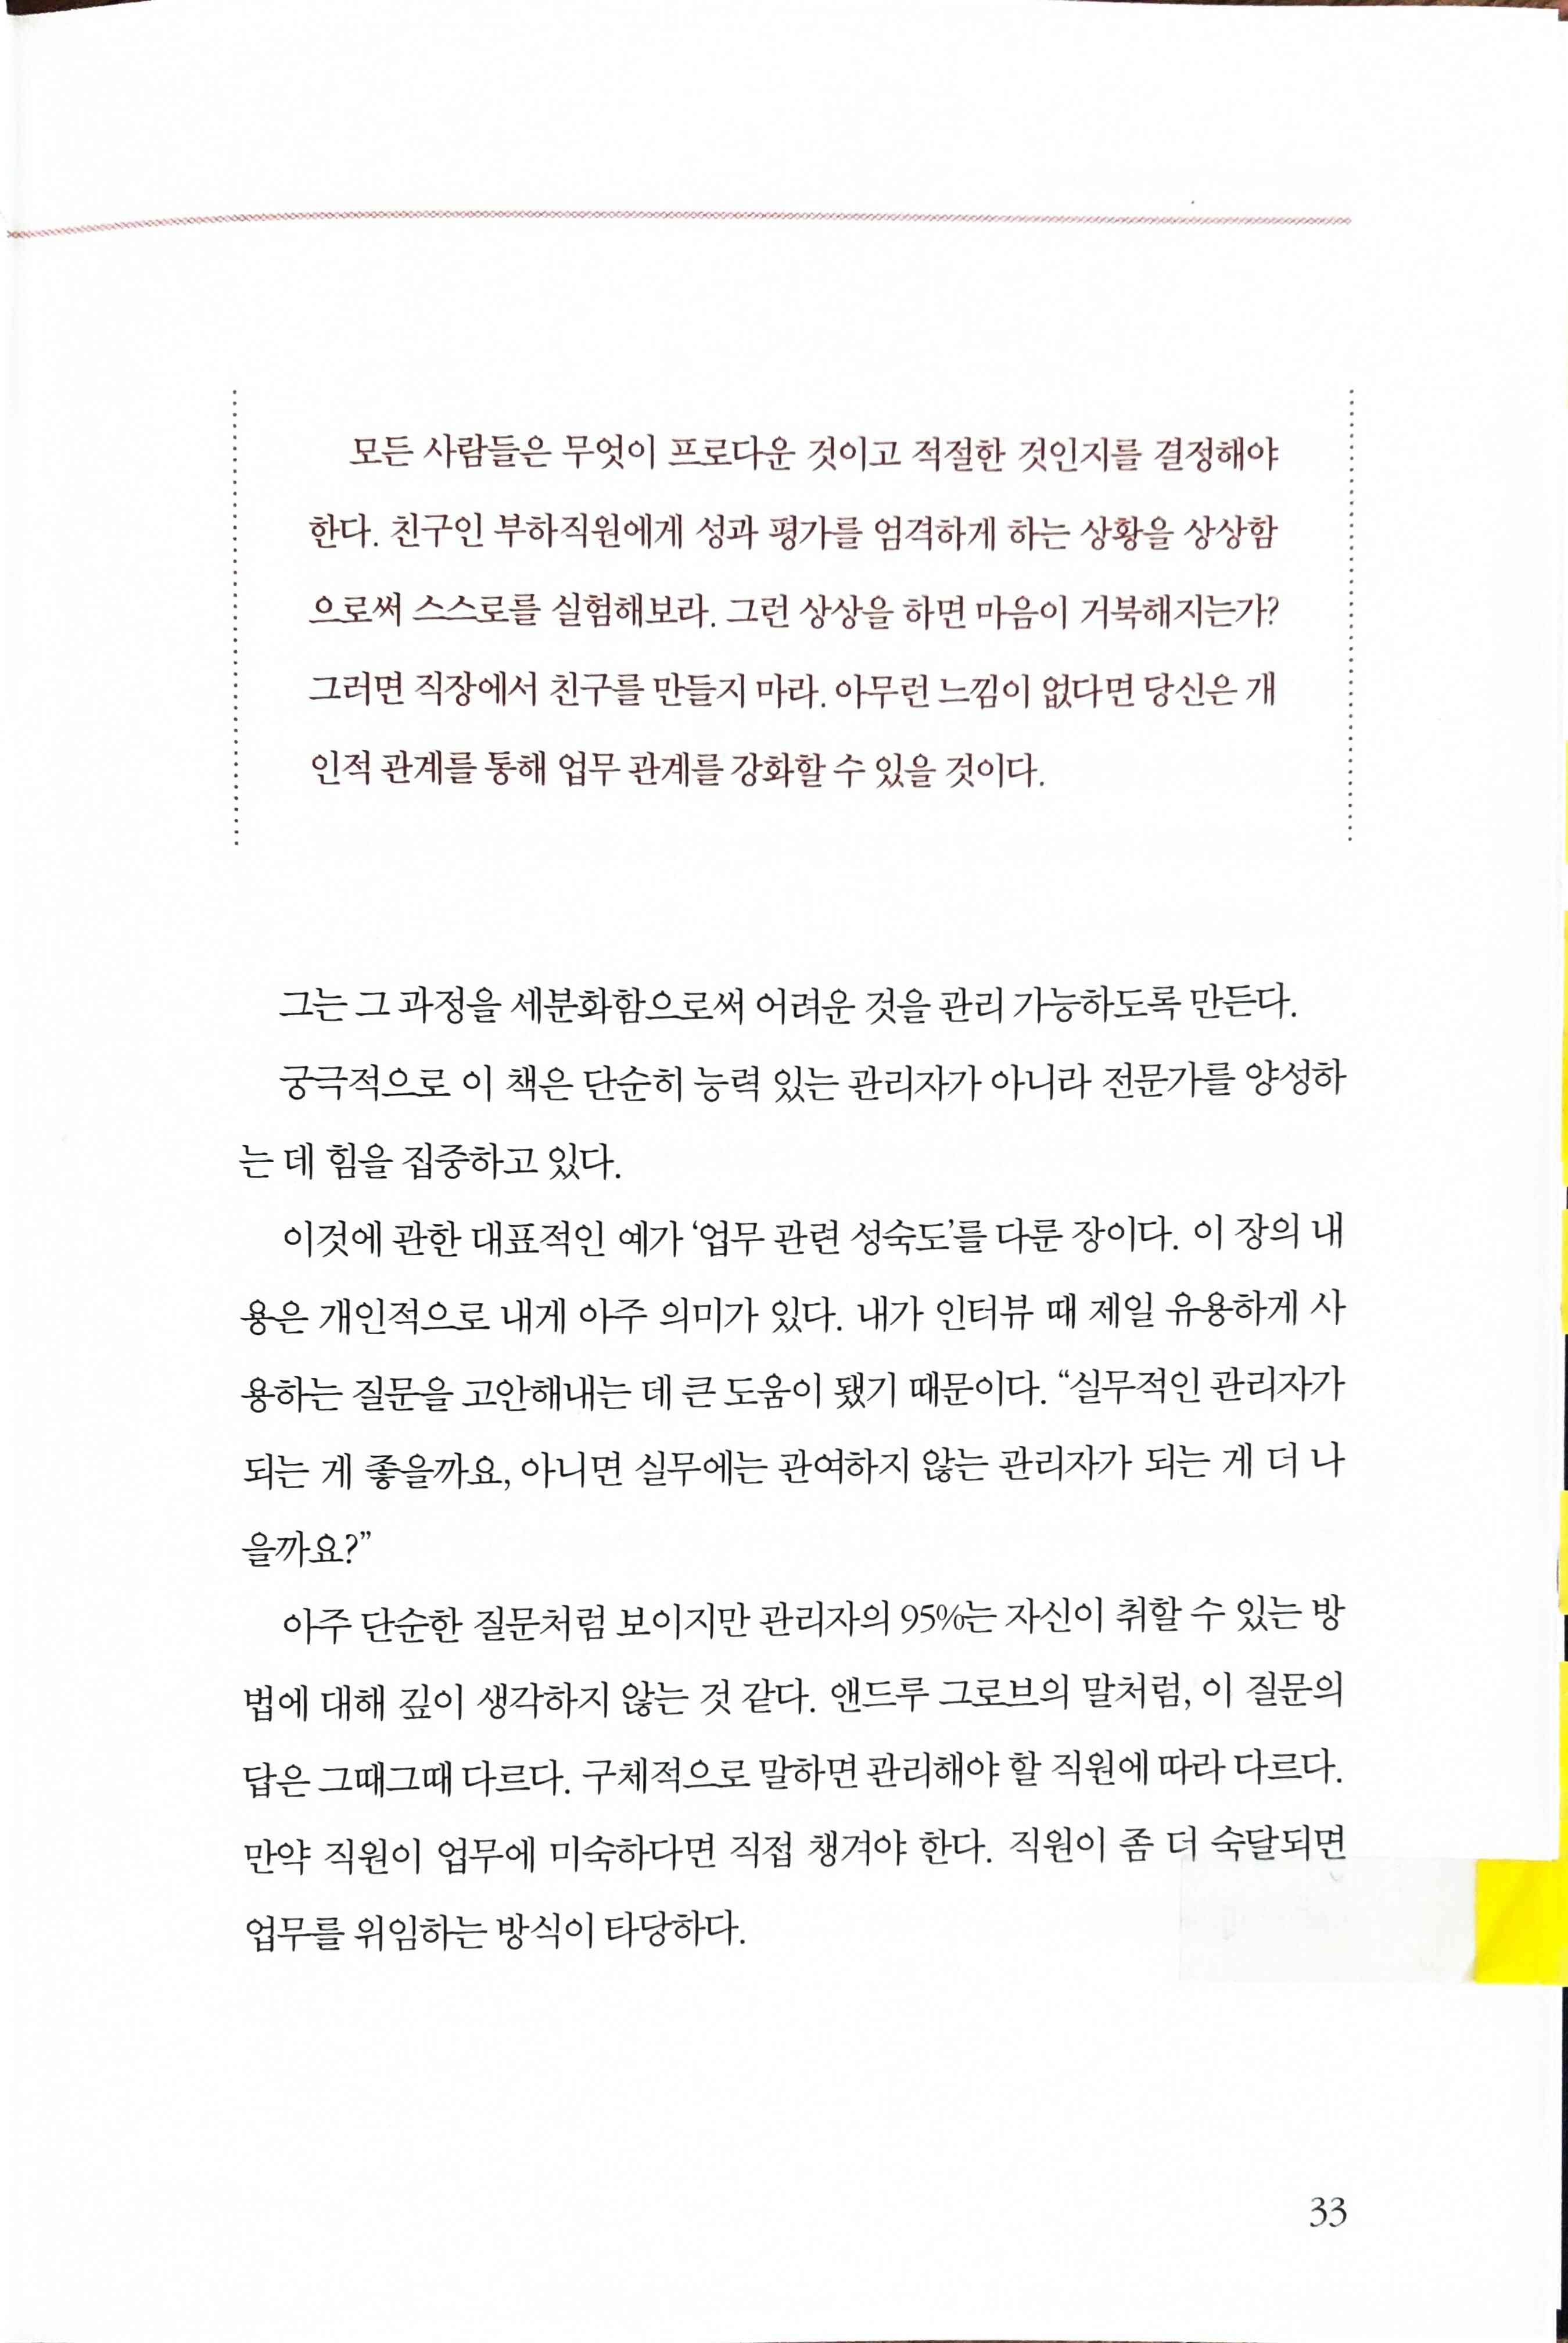 모든 사람들은 무엇이 프로다운 것이고 적절한 것인지를 결정해야
한다. 친구인 부하직원에게 성과 평가를 엄격하게 하는 상황을 상상함
으로써 스스로를 실험해보라. 그런 상상을 하면 마음이 거북해지는가?
그러면 직장에서 친구를 만들지 마라. 아무런 느낌이 없다면 당신은 개
인적 관계를 통해 업무 관계를 강화할 수 있을 것이다.
그는 그 과정을 세분화함으로써 어려운 것을 관리 가능하도록 만든다.
궁극적으로 이 책은 단순히 능력 있는 관리자가 아니라 전문가를 양성하
는 데 힘을 집중하고 있다.
이것에 관한 대표적인 예가 ‘업무 관련 성숙도’를 다룬 장이다. 이 장의 내
용은 개인적으로 내게 아주 의미가 있다. 내가 인터뷰 때 제일 유용하게 사
용하는 질문을 고안해내는 데 큰 도움이 됐기 때문이다. “실무적인 관리자가
되는 게 좋을까요, 아니면 실무에는 관여하지 않는 관리자가 되는 게 더 나
을까요?”
아주 단순한 질문처럼 보이지만 관리자의 95%는 자신이 취할 수 있는 방
법에 대해 깊이 생각하지 않는 것 같다. 앤드루 그로브의 말처럼, 이 질문의
답은 그때그때 다르다. 구체적으로 말하면 관리해야 할 직원에 따라 다르다.
만약 직원이 업무에 미숙하다면 직접 챙겨야 한다. 직원이 좀 더 숙달되면
업무를 위임하는 방식이 타당하다.
33